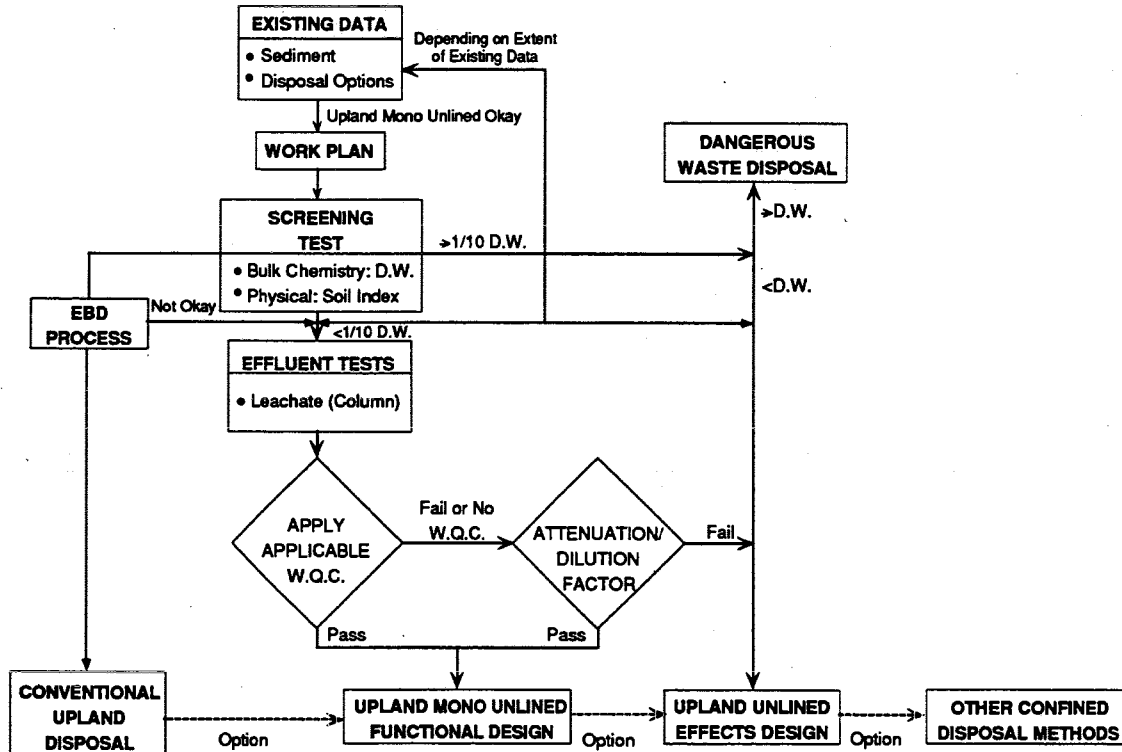 EXISTING DATA
• Sediment
• Disposal Options
Depending on Extent
of Existing Data
Upland Mono Unlined Okay
WORK PLAN
DANGEROUS
WASTE DISPOSAL
SCREENING
TEST
• Bulk Chemistry: D.W.
• Physical: Soil Index
≥1/10 D.W.
≥D.W.
<D.W.
EBD
PROCESS
Not Okay
<1/10 D.W.
EFFLUENT TESTS
• Leachate (Column)
APPLY
APPLICABLE
W.Q.C.
Fail or No
W.Q.C.
ATTENUATION/
DILUTION
FACTOR
Fail
Pass
Pass
CONVENTIONAL
UPLAND
DISPOSAL
Option
UPLAND MONO UNLINED
FUNCTIONAL DESIGN
Option
UPLAND UNLINED
EFFECTS DESIGN
Option
OTHER CONFINED
DISPOSAL METHODS